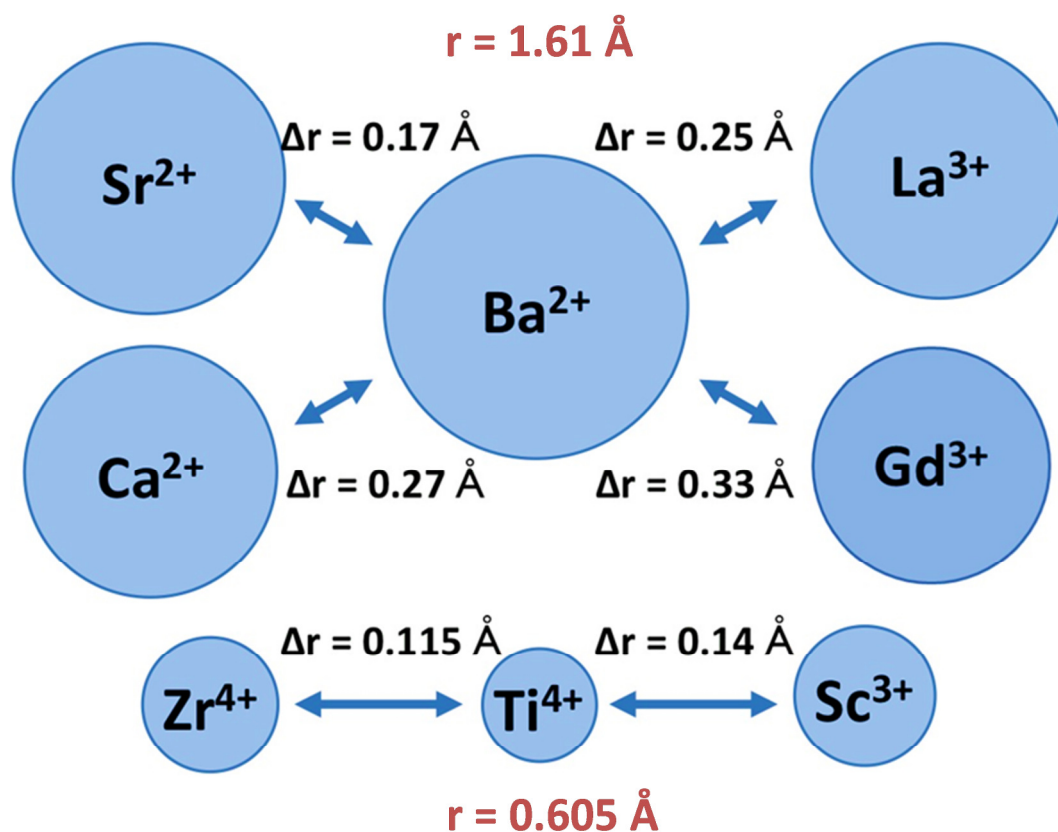 r = 1.61 Å
Δr = 0.17 Å
Δr = 0.25 Å
Sr²⁺
La³⁺
Ba²⁺
Ca²⁺
Gd³⁺
Δr = 0.27 Å
Δr = 0.33 Å
Δr = 0.115 Å
Δr = 0.14 Å
Zr⁴⁺
Ti⁴⁺
Sc³⁺
r = 0.605 Å